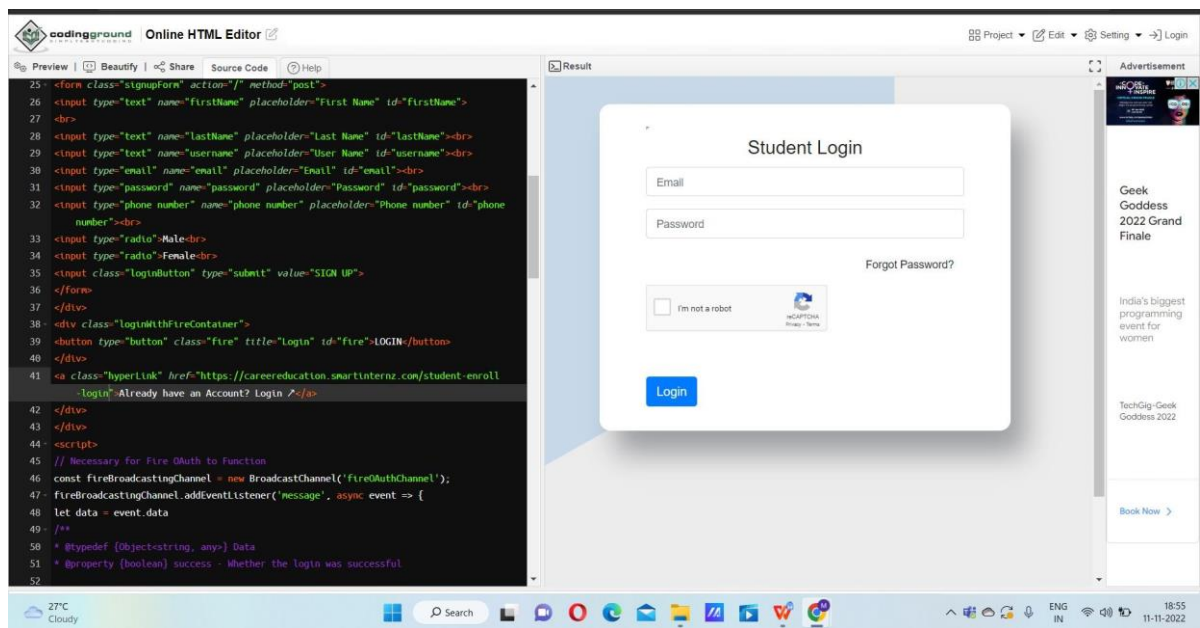 codingground Online HTML Editor
Project Edit Setting Login
Preview | Beautify | Share Source Code Help
Result
Advertisement
25 <form class="signupForm" action="/" method="post">
26 <input type="text" name="firstName" placeholder="First Name" id="firstName">
27 <br>
28 <input type="text" name="lastName" placeholder="Last Name" id="lastName"><br>
29 <input type="text" name="username" placeholder="User Name" id="username"><br>
30 <input type="email" name="email" placeholder="Email" id="email"><br>
31 <input type="password" name="password" placeholder="Password" id="password"><br>
32 <input type="phone number" name="phone number" placeholder="Phone number" id="phone
number"><br>
33 <input type="radio">Male<br>
34 <input type="radio">Female<br>
35 <input class="loginButton" type="submit" value="SIGN UP">
36 </form>
37 </div>
38 <div class="loginWithFireContainer">
39 <button type="button" class="fire" title="Login" id="fire">LOGIN</button>
40 </div>
41 <a class="hyperLink" href="https://careereducation.smartinternz.com/student-enroll
-login">Already have an Account? Login ↗</a>
42 </div>
43 </div>
44 <script>
45 // Necessary for Fire OAuth to Function
46 const fireBroadcastingChannel = new BroadcastChannel('fireOAuthChannel');
47 fireBroadcastingChannel.addEventListener('message', async event => {
48 let data = event.data
49 /**
50 * @typedef {Object<string, any>} Data
51 * @property {boolean} success - Whether the login was successful
52
Student Login
Email
Password
Forgot Password?
I'm not a robot
reCAPTCHA
Privacy - Terms
Login
INNOVATE
INSPIRE
Geek
Goddess
2022 Grand
Finale
India's biggest
programming
event for
women
TechGig-Geek
Goddess 2022
Book Now >
27°C
Cloudy
Search
ENG
IN
18:55
11-11-2022